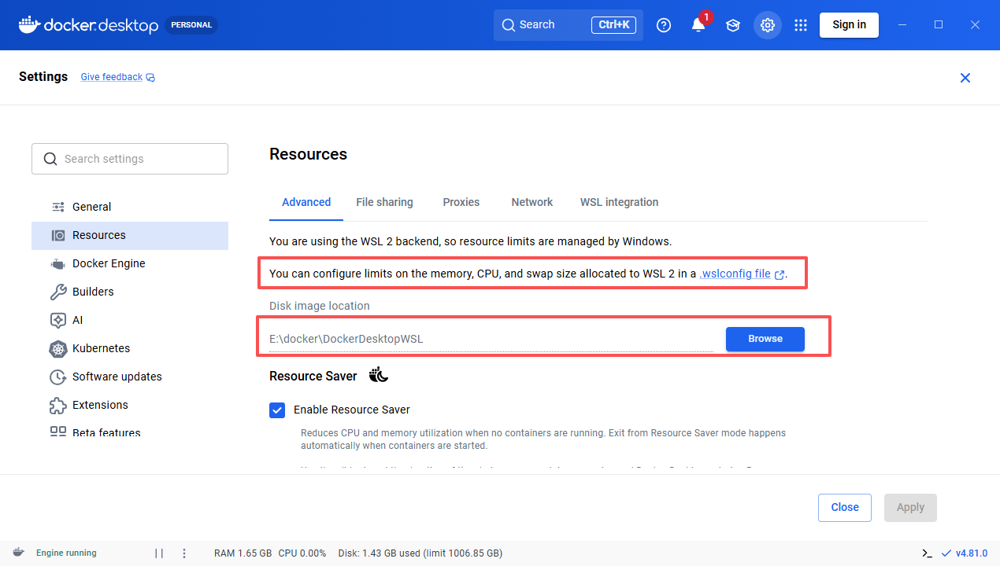 docker.desktop PERSONAL
Search Ctrl+K
1
Sign in
Settings Give feedback
Search settings
General
Resources
Docker Engine
Builders
AI
Kubernetes
Software updates
Extensions
Beta features
Resources
Advanced File sharing Proxies Network WSL integration
You are using the WSL 2 backend, so resource limits are managed by Windows.
You can configure limits on the memory, CPU, and swap size allocated to WSL 2 in a .wslconfig file.
Disk image location
E:\docker\DockerDesktopWSL Browse
Resource Saver
Enable Resource Saver
Reduces CPU and memory utilization when no containers are running. Exit from Resource Saver mode happens
automatically when containers are started.
Close Apply
Engine running RAM 1.65 GB CPU 0.00% Disk: 1.43 GB used (limit 1006.85 GB) v4.81.0